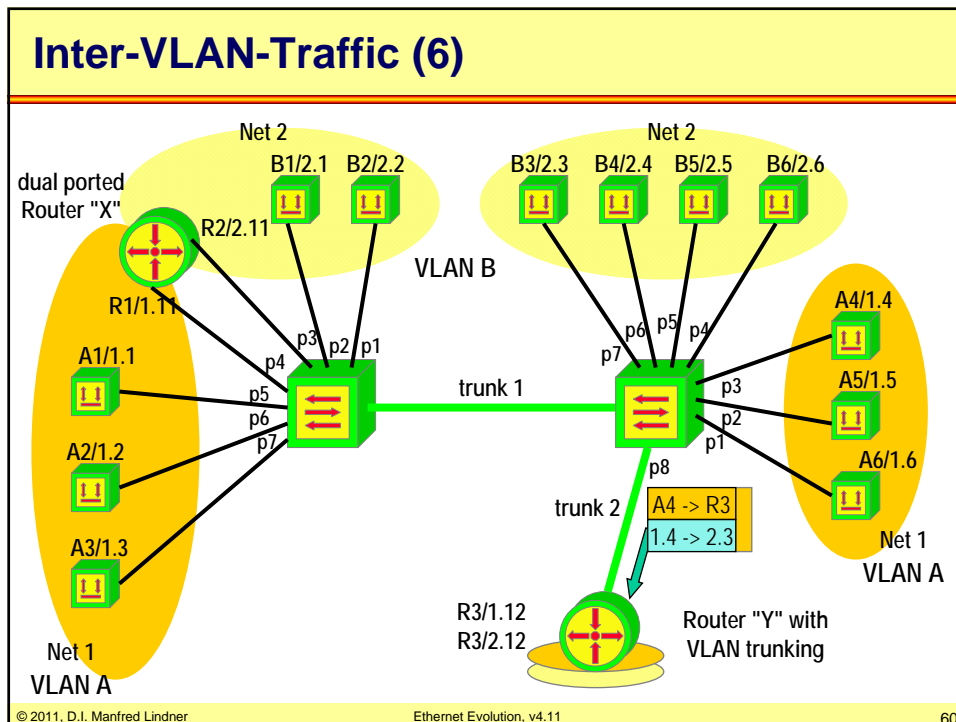 Inter-VLAN-Traffic (6)
Net 2
Net 2
B1/2.1
B2/2.2
B3/2.3
B4/2.4
B5/2.5
B6/2.6
dual ported
Router "X"
R2/2.11
VLAN B
R1/1.11
A4/1.4
p3
p2
p1
p4
p7
p6
p5
p4
A1/1.1
p5
p6
p7
trunk 1
p3
p2
p1
A5/1.5
A2/1.2
p8
A6/1.6
trunk 2
A4 -> R3
1.4 -> 2.3
A3/1.3
Net 1
VLAN A
R3/1.12
R3/2.12
Router "Y" with
VLAN trunking
Net 1
VLAN A
© 2011, D.I. Manfred Lindner
Ethernet Evolution, v4.11
60